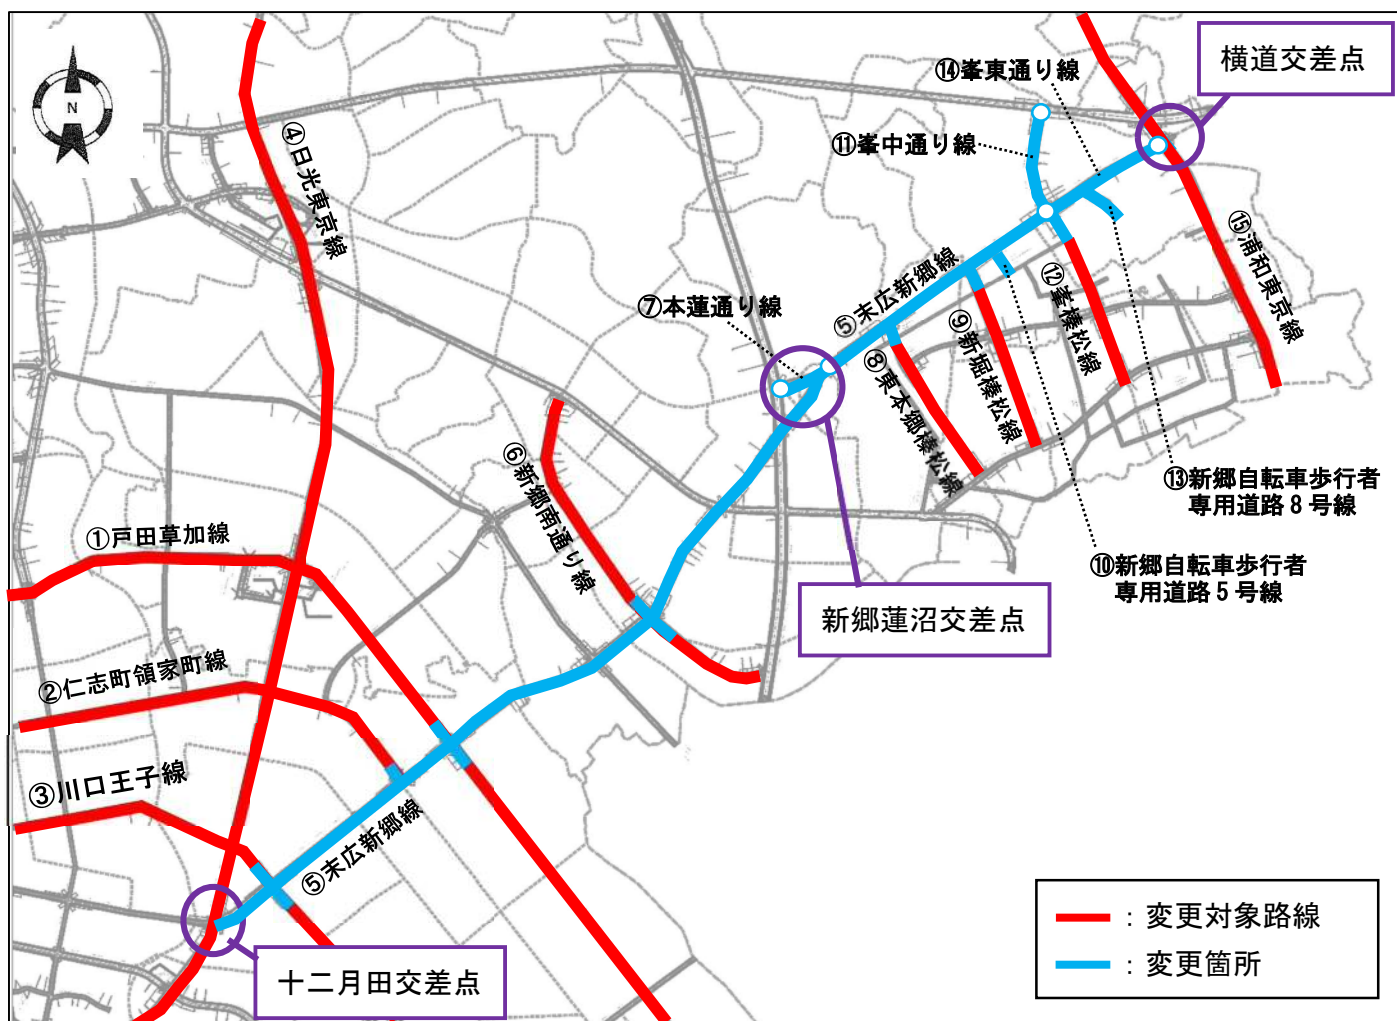 横道交差点
⑭峯東通り線
N
④日光東京線
⑪峯中通り線
⑮浦和東京線
⑫峯榛松線
⑤末広新郷線
⑦本蓮通り線
⑨新堀榛松線
⑧東本郷榛松線
⑥新郷南通り線
⑬新郷自転車歩行者
専用道路８号線
①戸田草加線
⑩新郷自転車歩行者
専用道路５号線
新郷蓮沼交差点
②仁志町領家町線
③川口王子線
⑤末広新郷線
：変更対象路線
：変更箇所
十二月田交差点